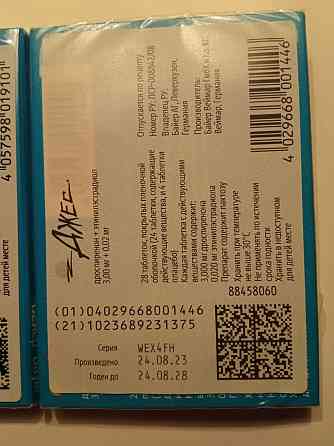 Джес®
дроспиренон + этинилэстрадиол
3,00 мг + 0,02 мг
28 таблеток, покрытых пленочной
оболочкой (24 таблетки, содержащие
действующие вещества, и 4 таблетки
плацебо)
Каждая таблетка с действующими
веществами содержит:
3,000 мг дроспиренона
0,020 мг этинилэстрадиола
Препарат содержит лактозу
Хранить при температуре
не выше 30°C
Не применять по истечении
срока годности
Хранить в недоступном
для детей месте
Отпускается по рецепту
Номер РУ: ЛСР-008842/08
Владелец РУ:
Байер АГ, Леверкузен,
Германия
Производитель:
Байер Веймар ГмбХ и Ко. КГ,
Веймар, Германия
4 029668 001446
88458060
(01)04029668001446
(21)1023689231375
Серия WEX4FH
Произведено 24.08.23
Годен до 24.08.28
4 057598 019101
для детей месте